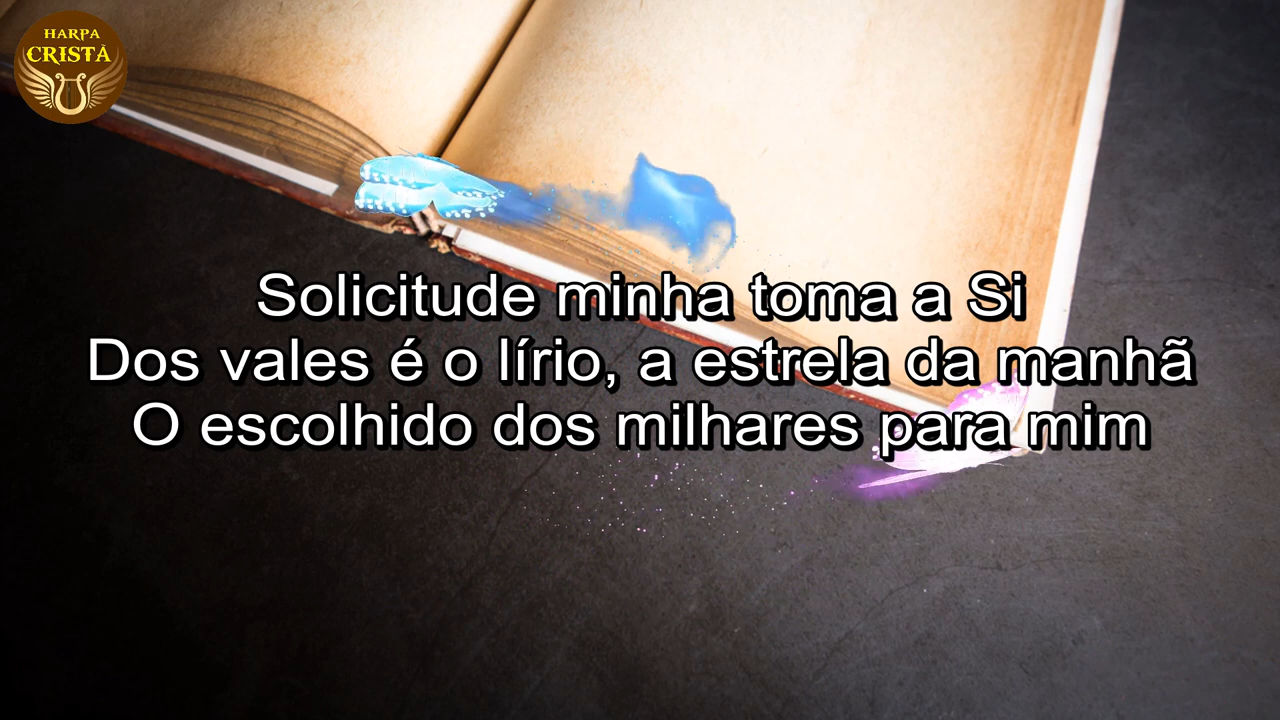 HARPA
CRISTÃ
Solicitude minha toma a Si
Dos vales é o lírio, a estrela da manhã
O escolhido dos milhares para mim